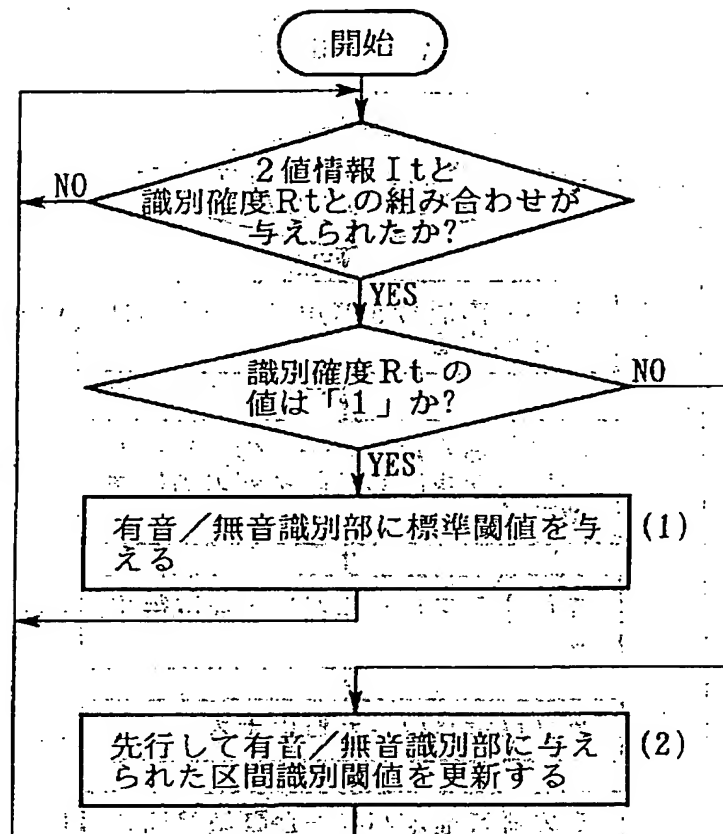 開始
2値情報Itと
NO
識別確度Rtとの組み合わせが
与えられたか?
YES
識別確度Rtの
NO
値は「1」か?
YES
有音/無音識別部に標準閾値を与
(1)
える
先行して有音/無音識別部に与え
(2)
られた区間識別閾値を更新する